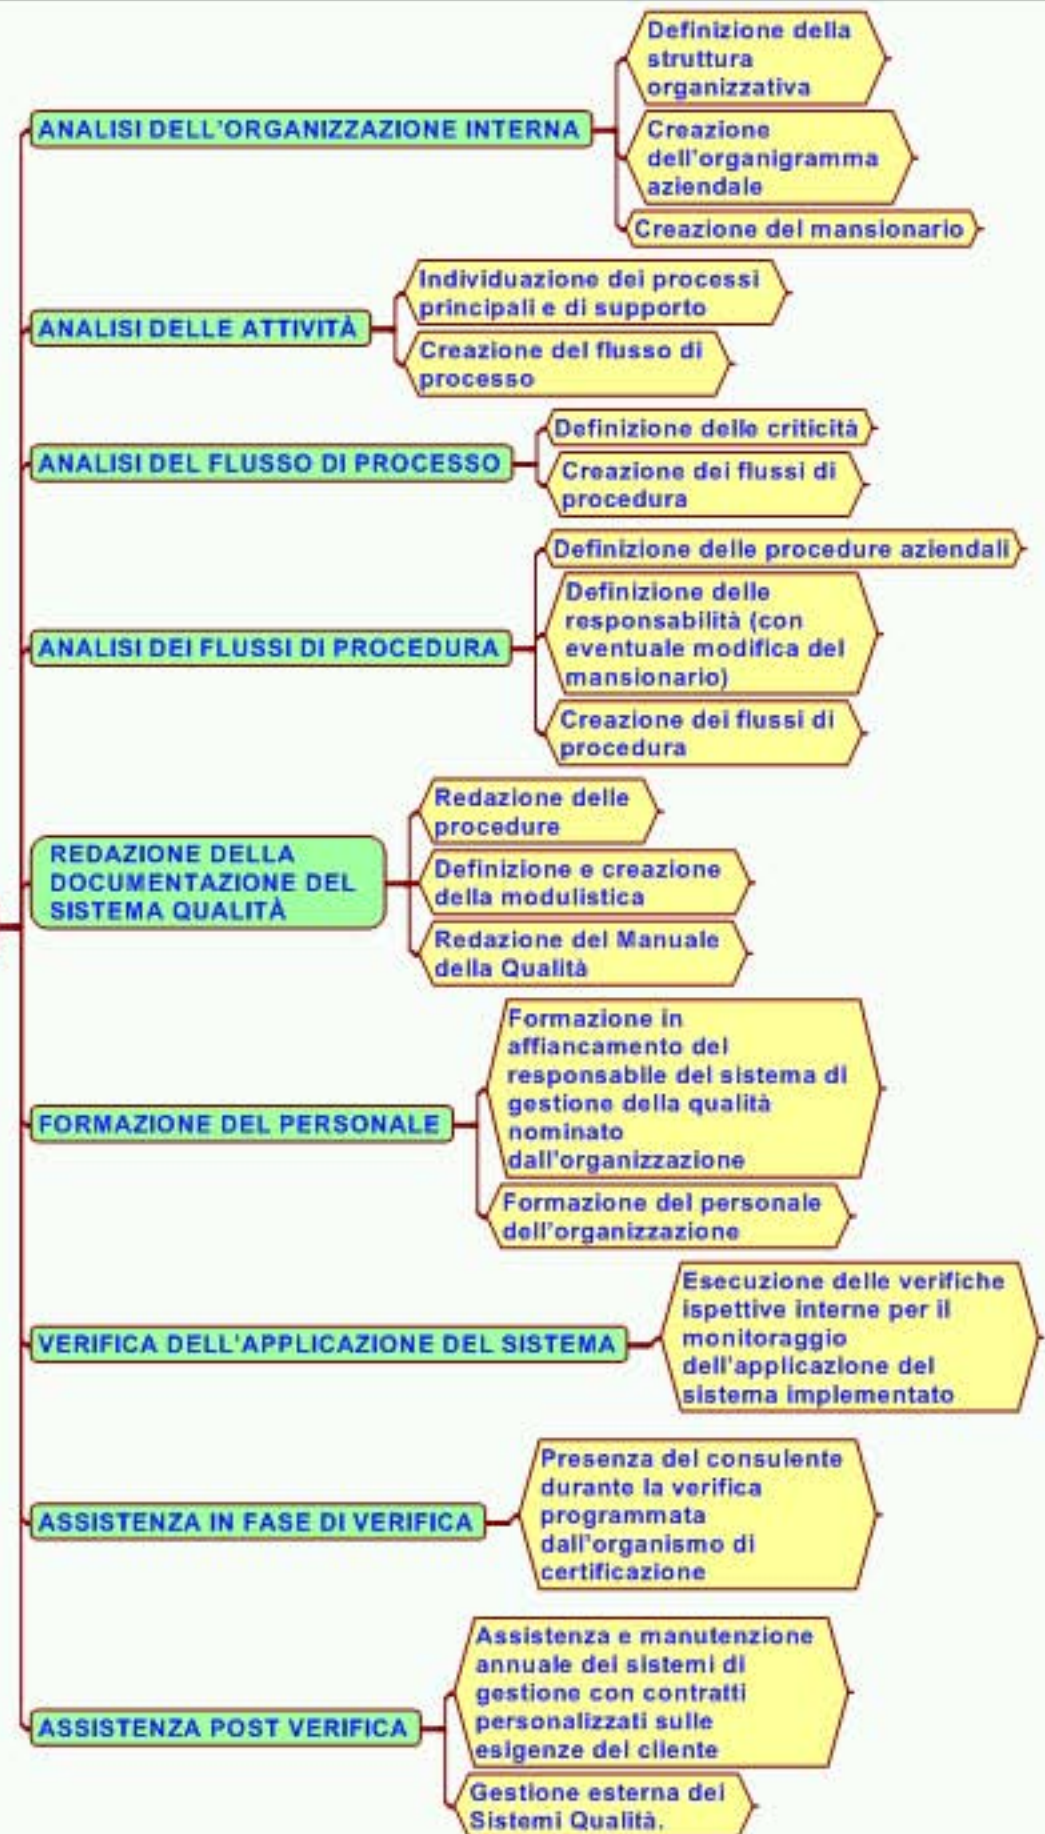 ANALISI DELL'ORGANIZZAZIONE INTERNA
Definizione della
struttura
organizzativa
Creazione
dell'organigramma
aziendale
Creazione del mansionario
ANALISI DELLE ATTIVITÀ
Individuazione dei processi
principali e di supporto
Creazione del flusso di
processo
ANALISI DEL FLUSSO DI PROCESSO
Definizione delle criticità
Creazione dei flussi di
procedura
ANALISI DEI FLUSSI DI PROCEDURA
Definizione delle procedure aziendali
Definizione delle
responsabilità (con
eventuale modifica del
mansionario)
Creazione dei flussi di
procedura
REDAZIONE DELLA
DOCUMENTAZIONE DEL
SISTEMA QUALITÀ
Redazione delle
procedure
Definizione e creazione
della modulistica
Redazione del Manuale
della Qualità
FORMAZIONE DEL PERSONALE
Formazione in
affiancamento del
responsabile del sistema di
gestione della qualità
nominato
dall'organizzazione
Formazione del personale
dell'organizzazione
VERIFICA DELL'APPLICAZIONE DEL SISTEMA
Esecuzione delle verifiche
ispettive interne per il
monitoraggio
dell'applicazione del
sistema implementato
ASSISTENZA IN FASE DI VERIFICA
Presenza del consulente
durante la verifica
programmata
dall'organismo di
certificazione
ASSISTENZA POST VERIFICA
Assistenza e manutenzione
annuale dei sistemi di
gestione con contratti
personalizzati sulle
esigenze del cliente
Gestione esterna dei
Sistemi Qualità.